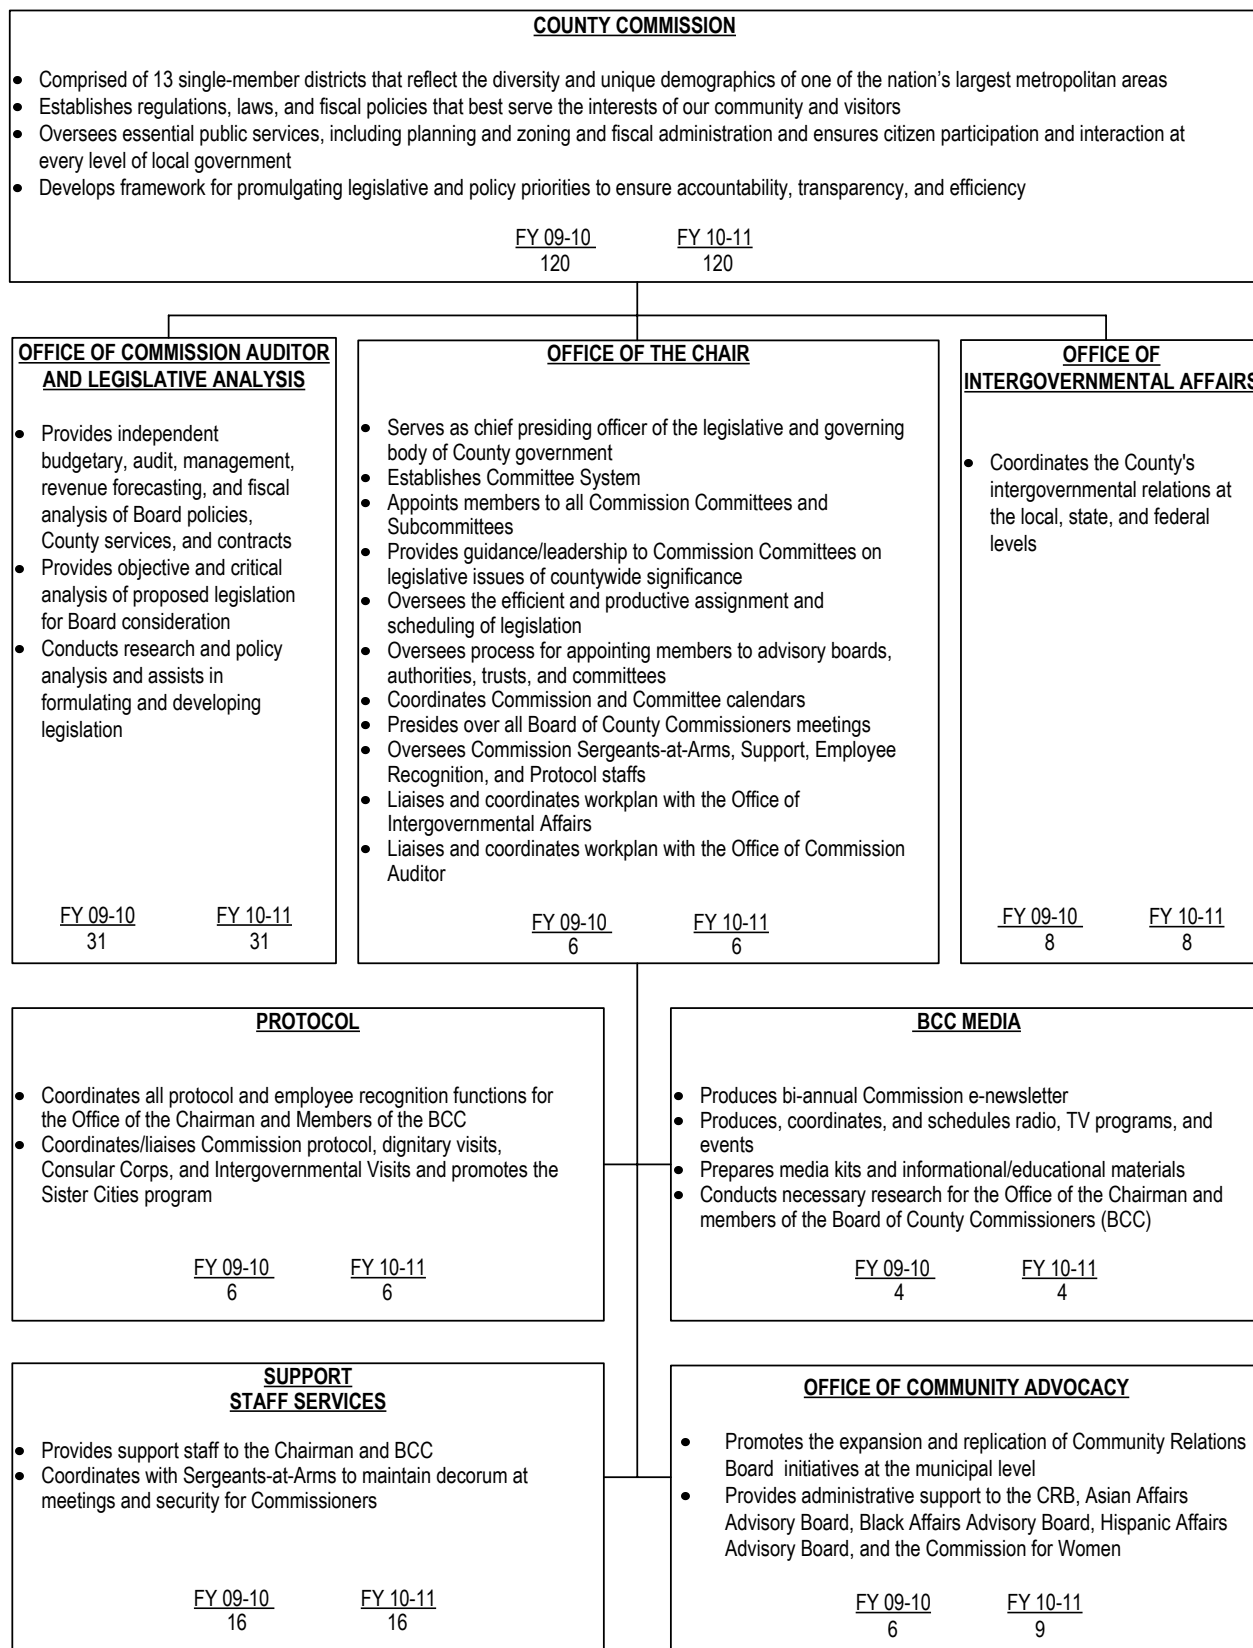 COUNTY COMMISSION
• Comprised of 13 single-member districts that reflect the diversity and unique demographics of one of the nation's largest metropolitan areas
• Establishes regulations, laws, and fiscal policies that best serve the interests of our community and visitors
• Oversees essential public services, including planning and zoning and fiscal administration and ensures citizen participation and interaction at
every level of local government
• Develops framework for promulgating legislative and policy priorities to ensure accountability, transparency, and efficiency
FY 09-10 FY 10-11
120 120
OFFICE OF COMMISSION AUDITOR
AND LEGISLATIVE ANALYSIS
• Provides independent
budgetary, audit, management,
revenue forecasting, and fiscal
analysis of Board policies,
County services, and contracts
• Provides objective and critical
analysis of proposed legislation
for Board consideration
• Conducts research and policy
analysis and assists in
formulating and developing
legislation
FY 09-10 FY 10-11
31 31
OFFICE OF THE CHAIR
• Serves as chief presiding officer of the legislative and governing
body of County government
• Establishes Committee System
• Appoints members to all Commission Committees and
Subcommittees
• Provides guidance/leadership to Commission Committees on
legislative issues of countywide significance
• Oversees the efficient and productive assignment and
scheduling of legislation
• Oversees process for appointing members to advisory boards,
authorities, trusts, and committees
• Coordinates Commission and Committee calendars
• Presides over all Board of County Commissioners meetings
• Oversees Commission Sergeants-at-Arms, Support, Employee
Recognition, and Protocol staffs
• Liaises and coordinates workplan with the Office of
Intergovernmental Affairs
• Liaises and coordinates workplan with the Office of Commission
Auditor
FY 09-10 FY 10-11
6 6
OFFICE OF
INTERGOVERNMENTAL AFFAIRS
• Coordinates the County's
intergovernmental relations at
the local, state, and federal
levels
FY 09-10 FY 10-11
8 8
PROTOCOL
• Coordinates all protocol and employee recognition functions for
the Office of the Chairman and Members of the BCC
• Coordinates/liaises Commission protocol, dignitary visits,
Consular Corps, and Intergovernmental Visits and promotes the
Sister Cities program
FY 09-10 FY 10-11
6 6
BCC MEDIA
• Produces bi-annual Commission e-newsletter
• Produces, coordinates, and schedules radio, TV programs, and
events
• Prepares media kits and informational/educational materials
• Conducts necessary research for the Office of the Chairman and
members of the Board of County Commissioners (BCC)
FY 09-10 FY 10-11
4 4
SUPPORT
STAFF SERVICES
• Provides support staff to the Chairman and BCC
• Coordinates with Sergeants-at-Arms to maintain decorum at
meetings and security for Commissioners
FY 09-10 FY 10-11
16 16
OFFICE OF COMMUNITY ADVOCACY
• Promotes the expansion and replication of Community Relations
Board initiatives at the municipal level
• Provides administrative support to the CRB, Asian Affairs
Advisory Board, Black Affairs Advisory Board, Hispanic Affairs
Advisory Board, and the Commission for Women
FY 09-10 FY 10-11
6 9